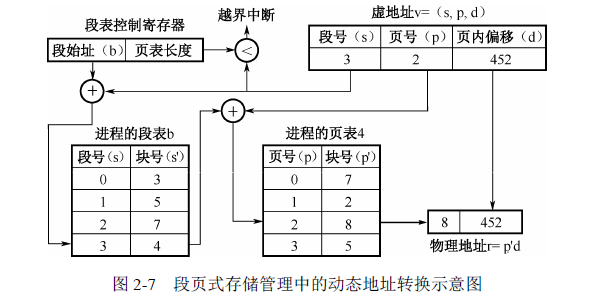 段表控制寄存器
越界中断
虚地址v=（s, p, d）
段始址（b） 页表长度
<
段号（s） 页号（p） 页内偏移（d）
3 2 452
+
+
进程的段表b
段号(s) 块号(s')
0 3
1 5
2 7
3 4
进程的页表4
页号(p) 块号(p')
0 7
1 2
2 8
3 5
8 452
物理地址r= p'd
图 2-7 段页式存储管理中的动态地址转换示意图